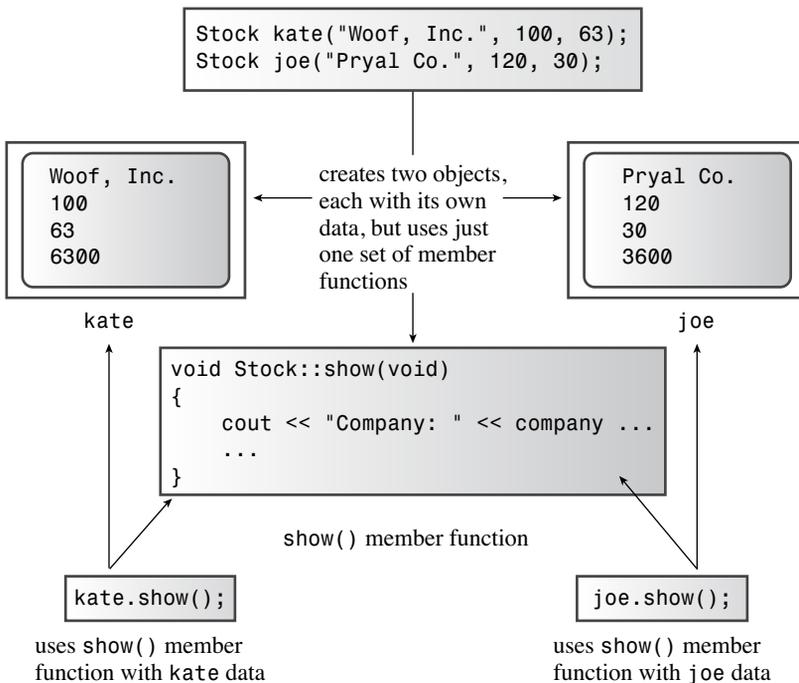 Stock kate("Woof, Inc.", 100, 63);
Stock joe("Pryal Co.", 120, 30);
Woof, Inc.
100
63
6300
kate
creates two objects,
each with its own
data, but uses just
one set of member
functions
Pryal Co.
120
30
3600
joe
void Stock::show(void)
{
    cout << "Company: " << company ...
    ...
}
show() member function
kate.show();
uses show() member
function with kate data
joe.show();
uses show() member
function with joe data